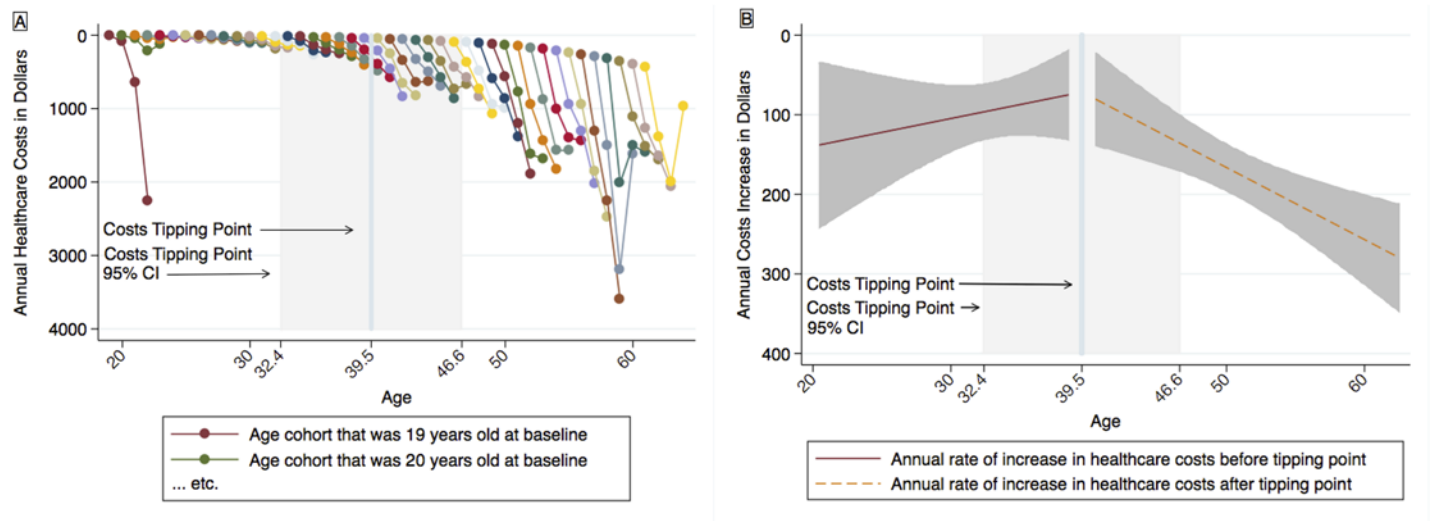 A
Annual Healthcare Costs in Dollars
0
1000
2000
3000
4000
Costs Tipping Point
Costs Tipping Point
95% CI
20
30
32.4
39.5
46.6
50
60
Age
Age cohort that was 19 years old at baseline
Age cohort that was 20 years old at baseline
... etc.
B
Annual Costs Increase in Dollars
0
100
200
300
400
Costs Tipping Point
Costs Tipping Point
95% CI
20
30
32.4
39.5
46.6
50
60
Age
Annual rate of increase in healthcare costs before tipping point
Annual rate of increase in healthcare costs after tipping point